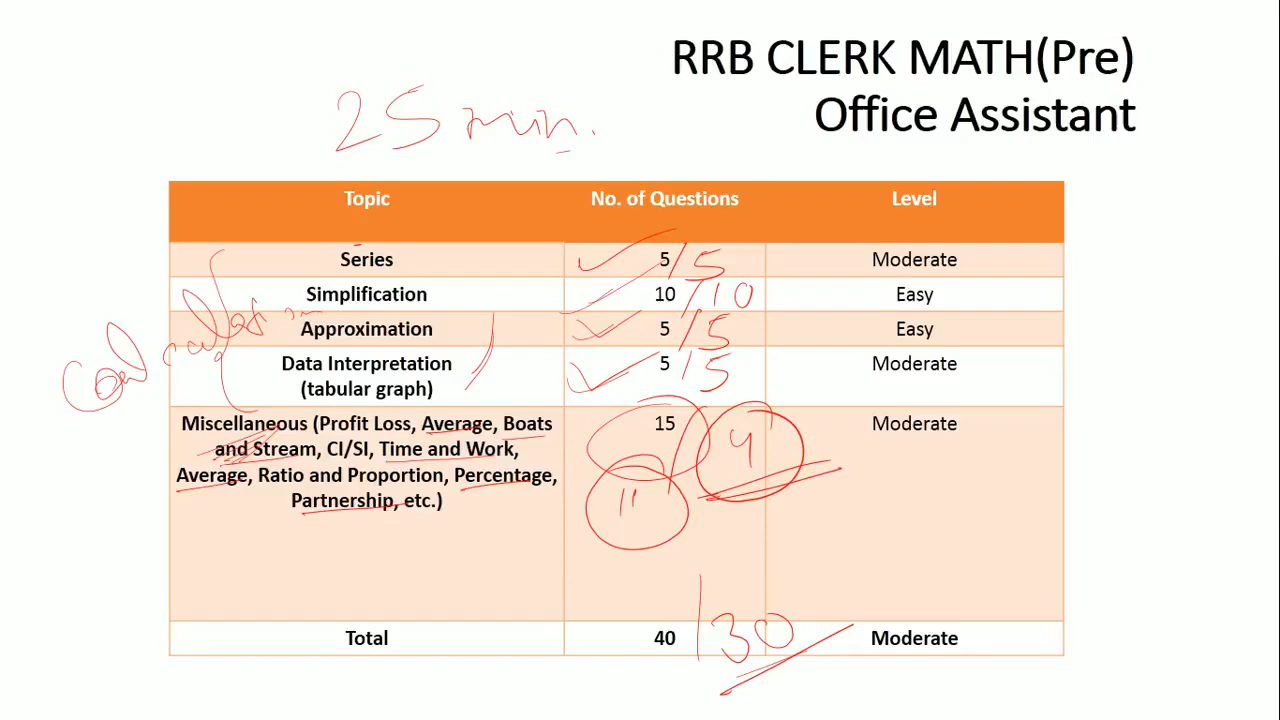 RRB CLERK MATH(Pre)
Office Assistant
25 min.
Topic No. of Questions Level
Series 5 /5 Moderate
Simplification 10 /10 Easy
Approximation 5 /5 Easy
Data Interpretation 5 /5 Moderate
(tabular graph)
Calculation
Miscellaneous (Profit Loss, Average, Boats 15 / 4 Moderate
and Stream, CI/SI, Time and Work,
Average, Ratio and Proportion, Percentage,
Partnership, etc.) 11
Total 40 /30 Moderate